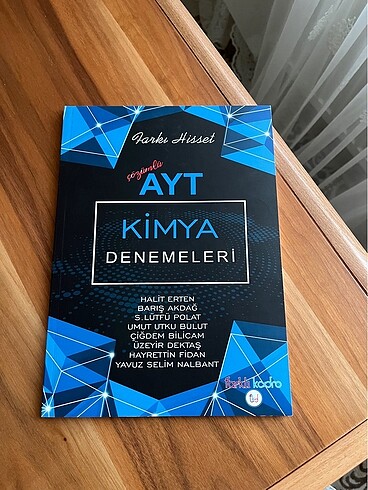 Farkı Hisset
çözümlü
AYT
KİMYA
DENEMELERİ
HALİT ERTEN
BARIŞ AKDAĞ
S.LÜTFÜ POLAT
UMUT UTKU BULUT
ÇİĞDEM BİLİCAM
ÜZEYİR DEKTAŞ
HAYRETTİN FİDAN
YAVUZ SELİM NALBANT
farklı kadro